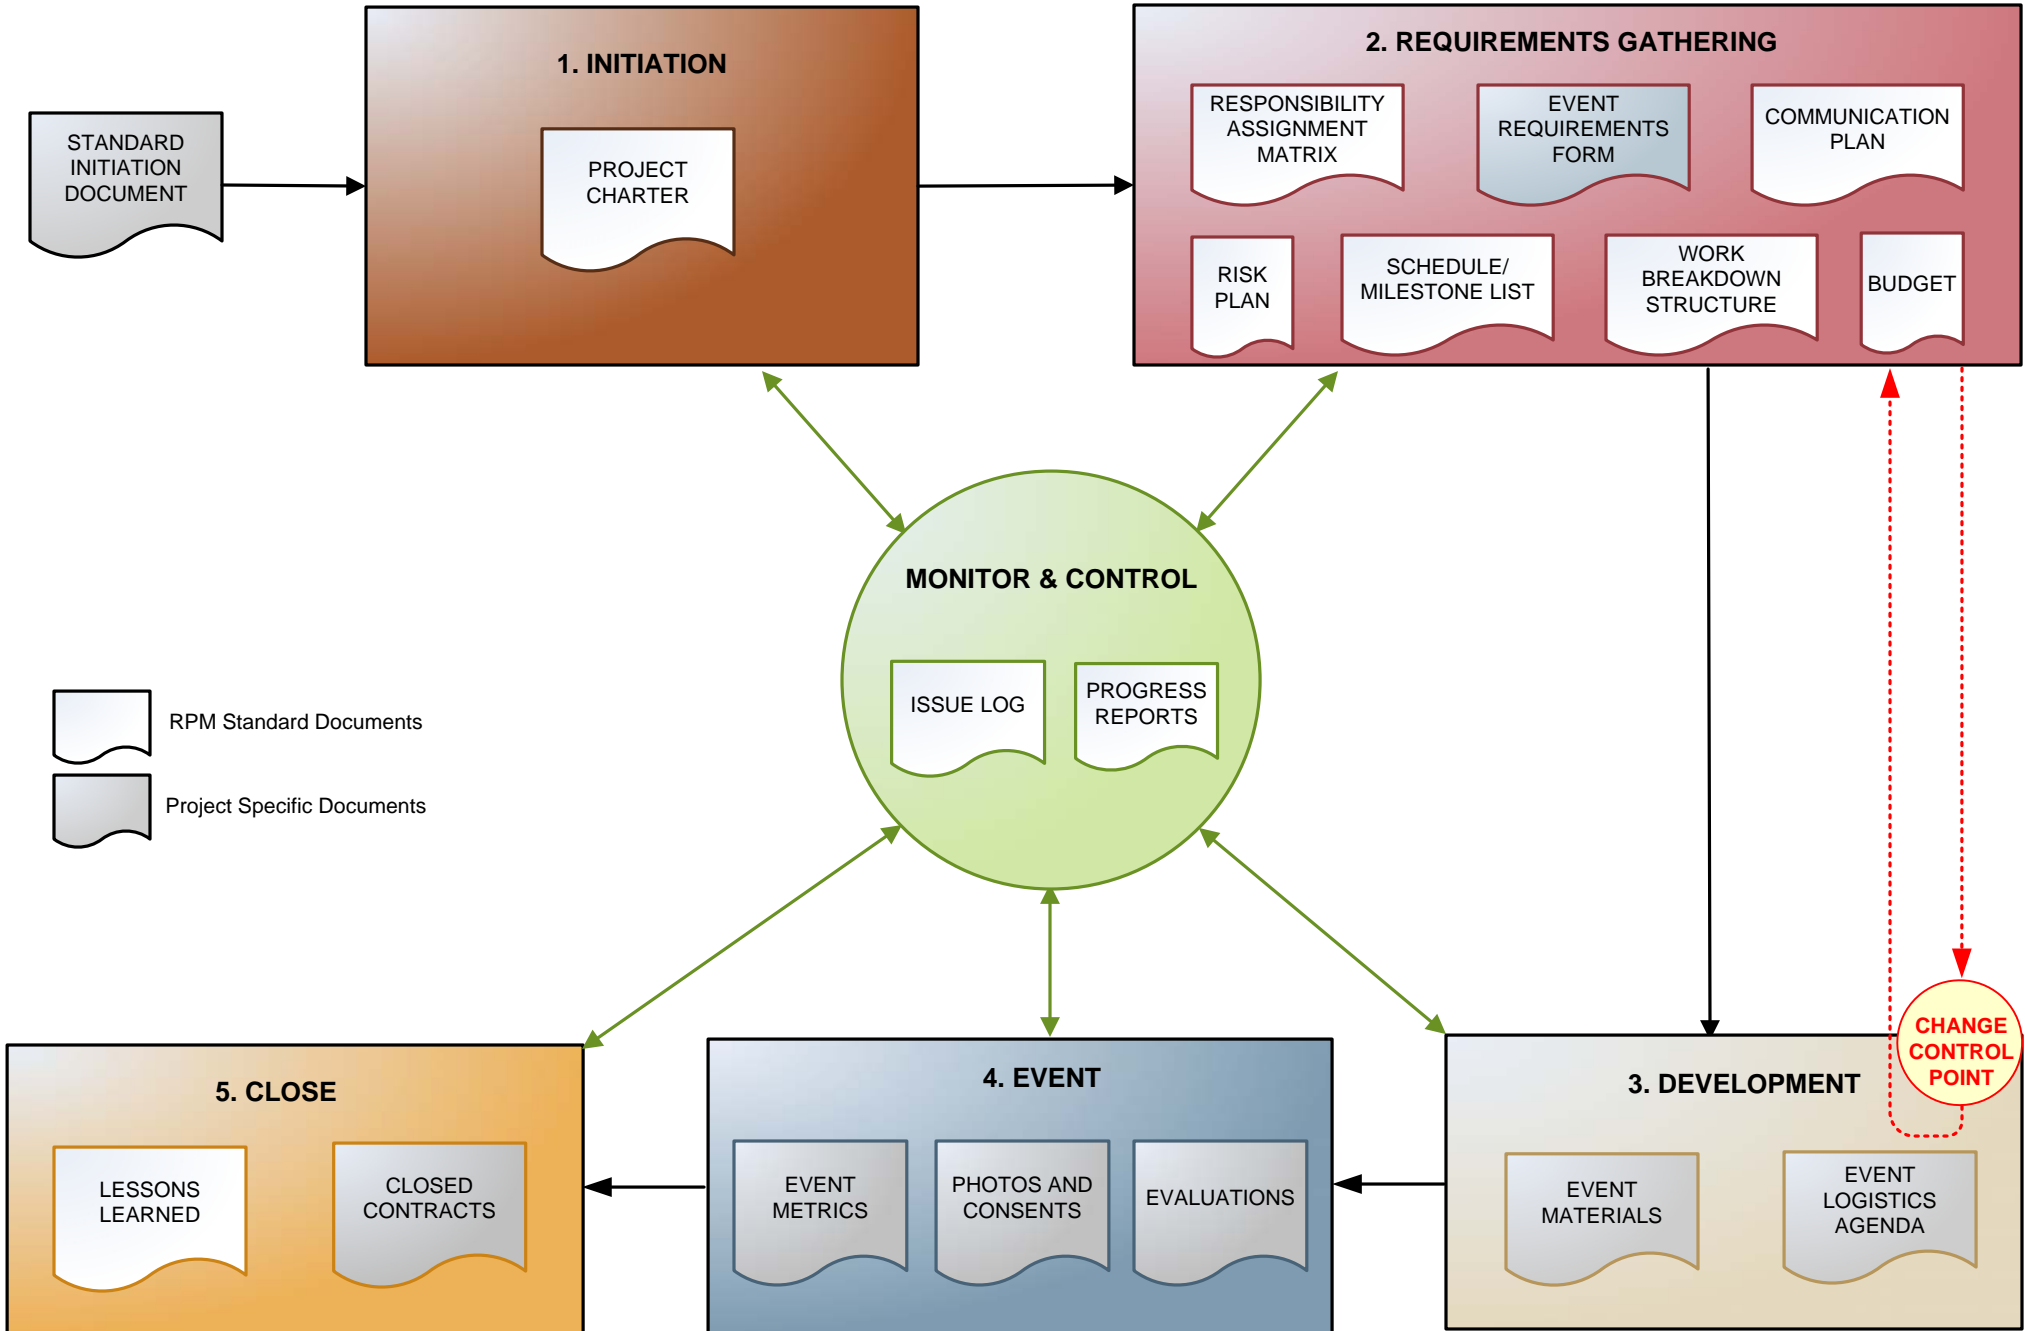 1. INITIATION
2. REQUIREMENTS GATHERING
STANDARD
INITIATION
DOCUMENT
PROJECT
CHARTER
RESPONSIBILITY
ASSIGNMENT
MATRIX
EVENT
REQUIREMENTS
FORM
COMMUNICATION
PLAN
RISK
PLAN
SCHEDULE/
MILESTONE LIST
WORK
BREAKDOWN
STRUCTURE
BUDGET
MONITOR & CONTROL
ISSUE LOG
PROGRESS
REPORTS
RPM Standard Documents
Project Specific Documents
CHANGE
CONTROL
POINT
5. CLOSE
LESSONS
LEARNED
CLOSED
CONTRACTS
4. EVENT
EVENT
METRICS
PHOTOS AND
CONSENTS
EVALUATIONS
3. DEVELOPMENT
EVENT
MATERIALS
EVENT
LOGISTICS
AGENDA